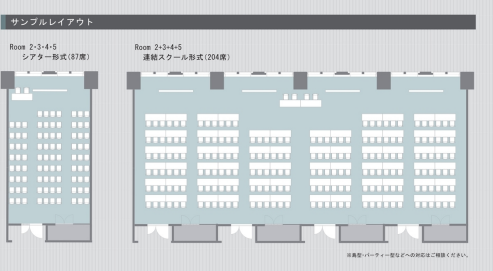 サンプルレイアウト
Room 2・3・4・5
シアター形式(87席)
Room 2+3+4+5
連結スクール形式(204席)
※島型・パーティー型などへの対応はご相談ください。